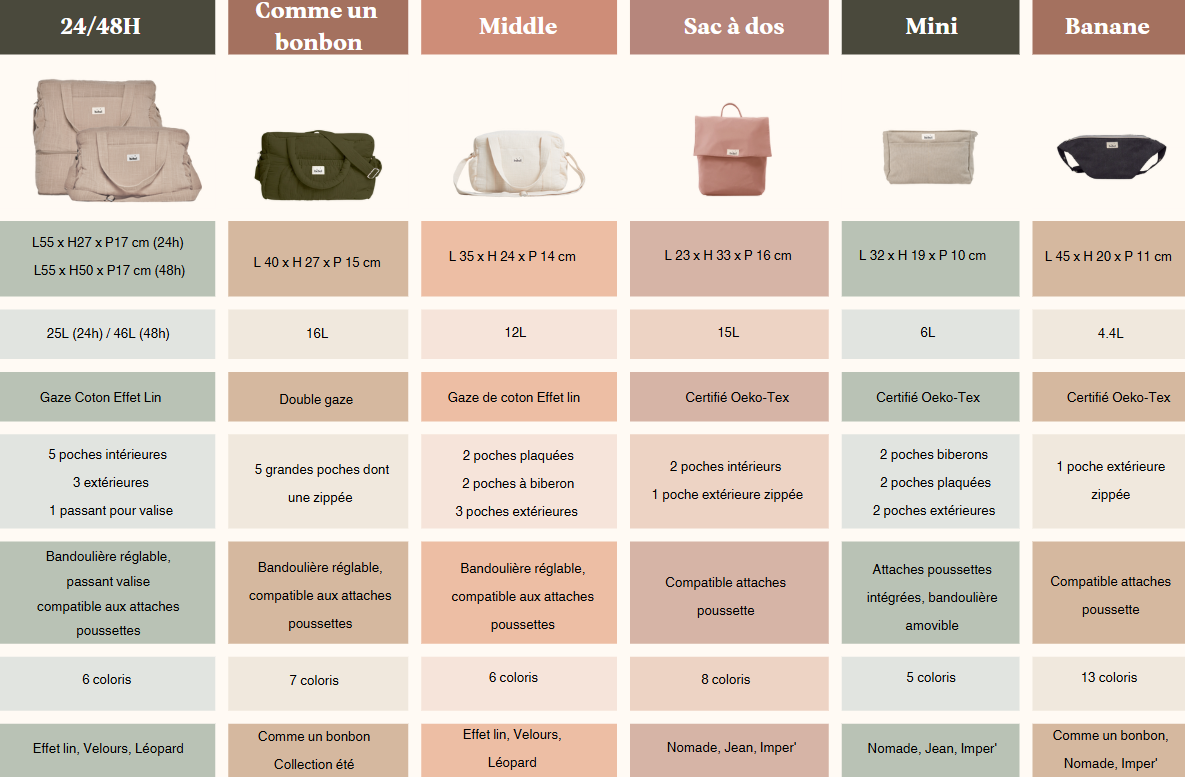 24/48H
Comme un
bonbon
Middle
Sac à dos
Mini
Banane
L55 x H27 x P17 cm (24h)
L55 x H50 x P17 cm (48h)
L 40 x H 27 x P 15 cm
L 35 x H 24 x P 14 cm
L 23 x H 33 x P 16 cm
L 32 x H 19 x P 10 cm
L 45 x H 20 x P 11 cm
25L (24h) / 46L (48h)
16L
12L
15L
6L
4.4L
Gaze Coton Effet Lin
Double gaze
Gaze de coton Effet lin
Certifié Oeko-Tex
Certifié Oeko-Tex
Certifié Oeko-Tex
5 poches intérieures
3 extérieures
1 passant pour valise
5 grandes poches dont
une zippée
2 poches plaquées
2 poches à biberon
3 poches extérieures
2 poches intérieurs
1 poche extérieure zippée
2 poches biberons
2 poches plaquées
2 poches extérieures
1 poche extérieure
zippée
Bandoulière réglable,
passant valise
compatible aux attaches
poussettes
Bandoulière réglable,
compatible aux attaches
poussettes
Bandoulière réglable,
compatible aux attaches
poussettes
Compatible attaches
poussette
Attaches poussettes
intégrées, bandoulière
amovible
Compatible attaches
poussette
6 coloris
7 coloris
6 coloris
8 coloris
5 coloris
13 coloris
Effet lin, Velours, Léopard
Comme un bonbon
Collection été
Effet lin, Velours,
Léopard
Nomade, Jean, Imper'
Nomade, Jean, Imper'
Comme un bonbon,
Nomade, Imper'